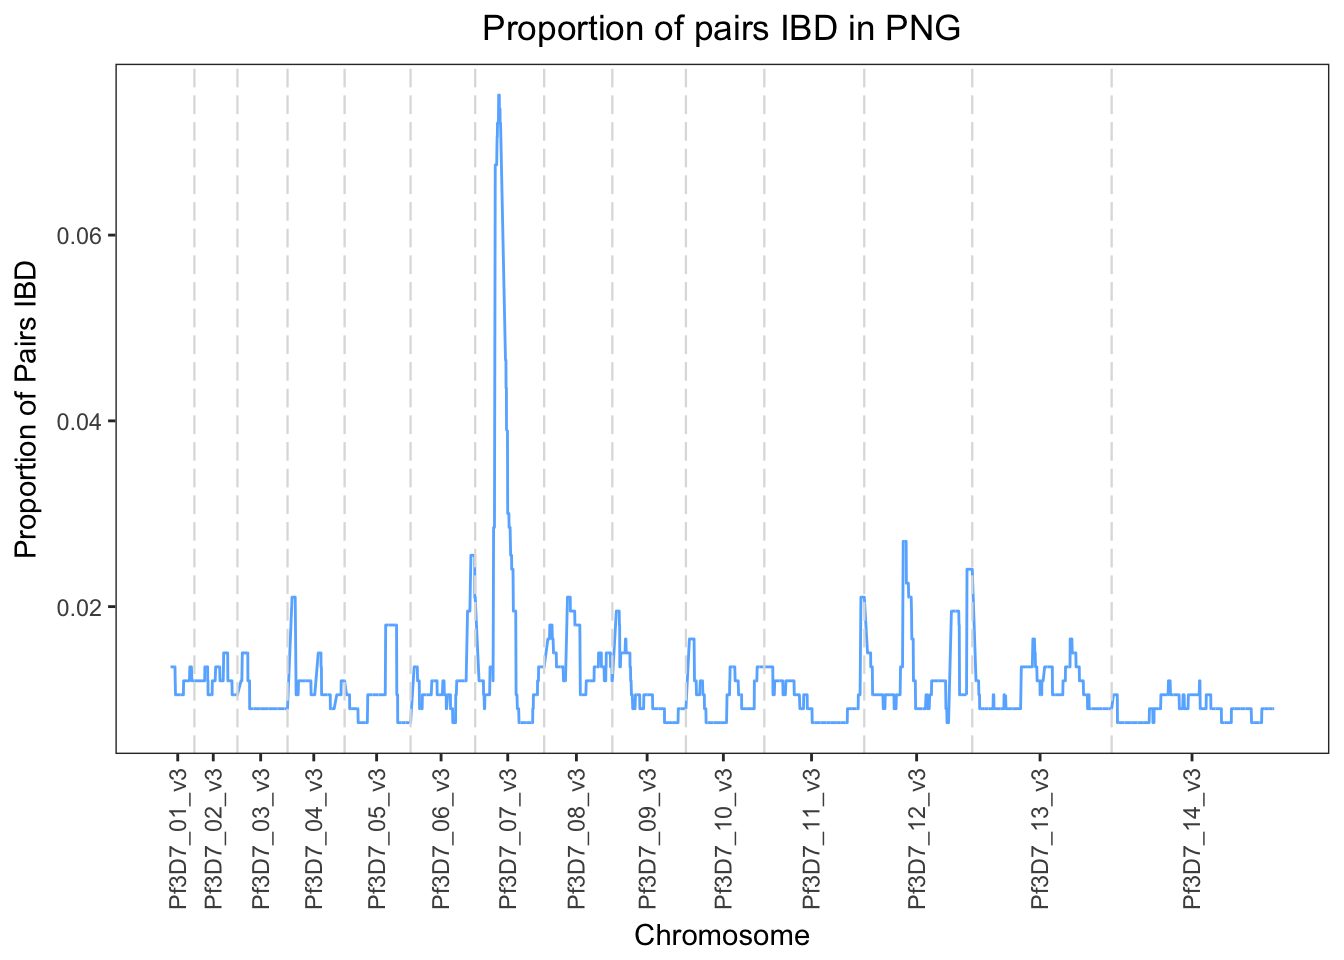 Proportion of pairs IBD in PNG
Proportion of Pairs IBD
0.06
0.04
0.02
Pf3D7_01_v3
Pf3D7_02_v3
Pf3D7_03_v3
Pf3D7_04_v3
Pf3D7_05_v3
Pf3D7_06_v3
Pf3D7_07_v3
Pf3D7_08_v3
Pf3D7_09_v3
Pf3D7_10_v3
Pf3D7_11_v3
Pf3D7_12_v3
Pf3D7_13_v3
Pf3D7_14_v3
Chromosome